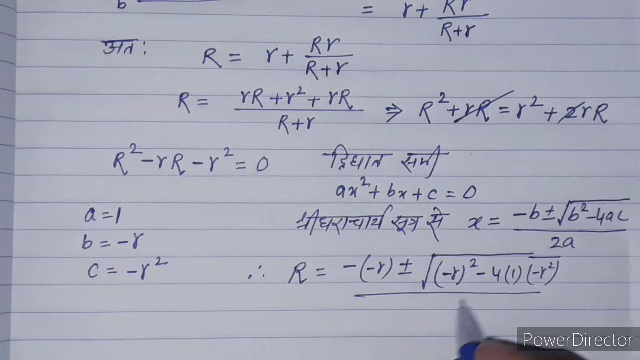 b = r + Rr/R+r
अतः R = r + Rr/R+r
R = rR + r² + rR/R+r ⇒ R² + rR = r² + 2rR
R² - rR - r² = 0 द्विघात समी
ax² + bx + c = 0
a = 1 श्रीधराचार्य सूत्र से x = -b ± √b² - 4ac/2a
b = -r
c = -r² ∴ R = -(-r) ± √(-r)² - 4(1)(-r²)
PowerDirector